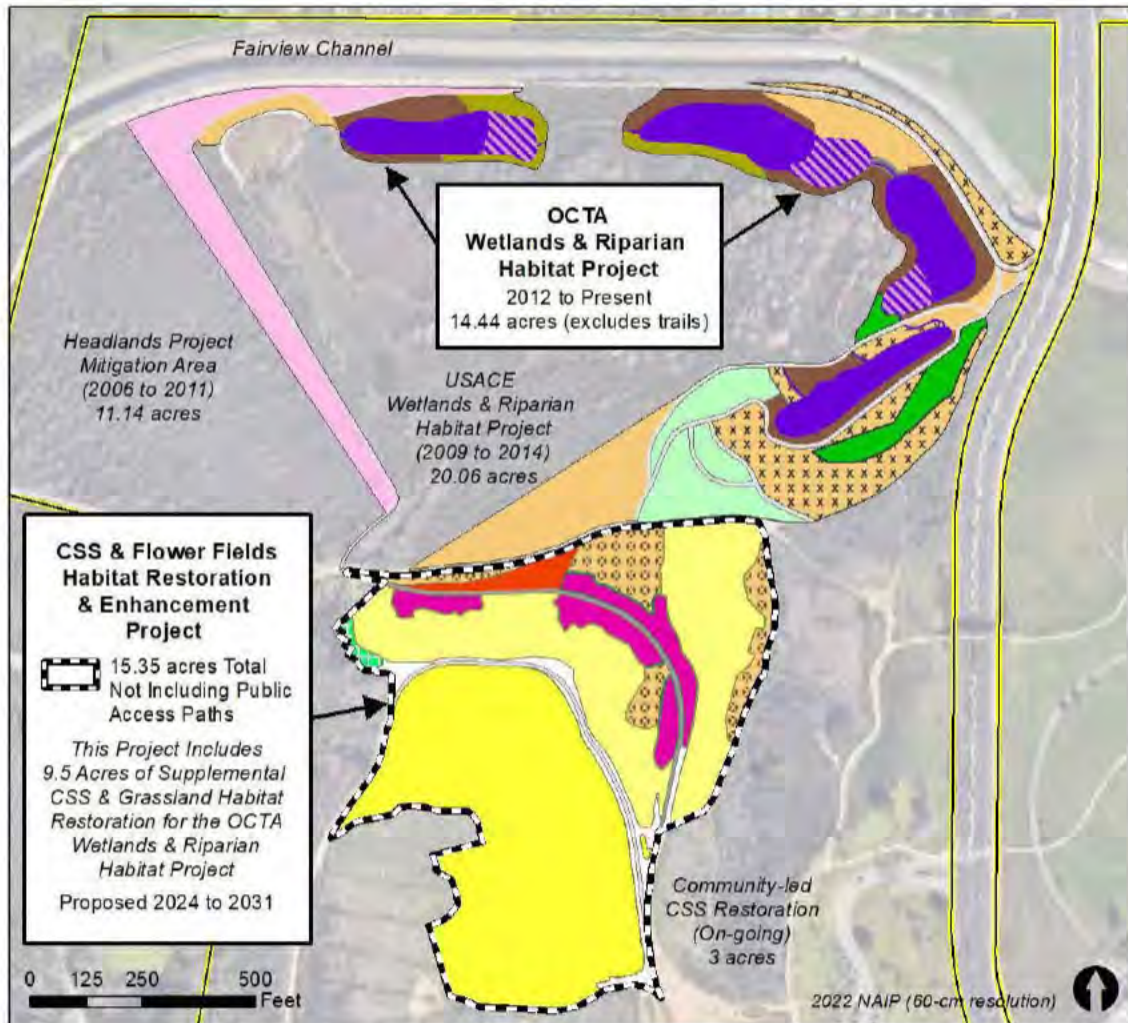 Fairview Channel
OCTA
Wetlands & Riparian
Habitat Project
2012 to Present
14.44 acres (excludes trails)
Headlands Project
Mitigation Area
(2006 to 2011)
11.14 acres
USACE
Wetlands & Riparian
Habitat Project
(2009 to 2014)
20.06 acres
CSS & Flower Fields
Habitat Restoration
& Enhancement
Project
15.35 acres Total
Not Including Public
Access Paths
This Project Includes
9.5 Acres of Supplemental
CSS & Grassland Habitat
Restoration for the OCTA
Wetlands & Riparian
Habitat Project
Proposed 2024 to 2031
Community-led
CSS Restoration
(On-going)
3 acres
0 125 250 500
Feet
2022 NAIP (60-cm resolution)